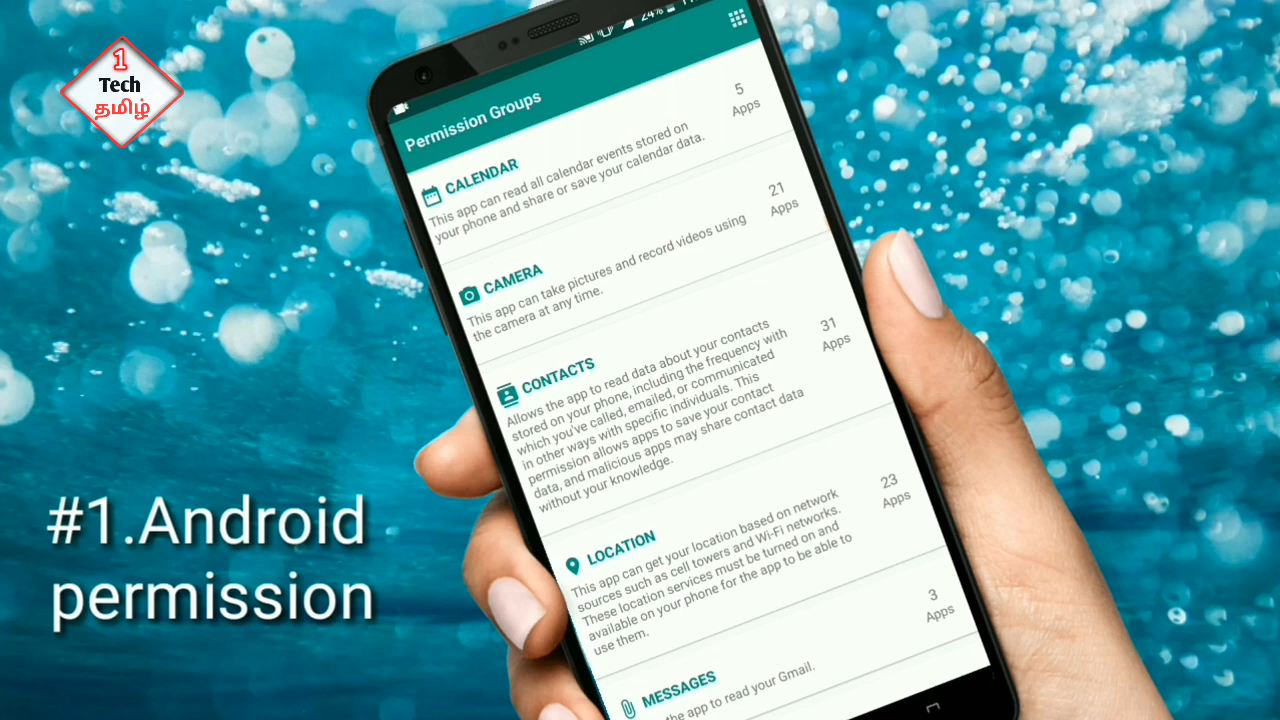 1
Tech
தமிழ்
24%
Permission Groups
CALENDAR
This app can read all calendar events stored on
your phone and share or save your calendar data.
5
Apps
CAMERA
This app can take pictures and record videos using
the camera at any time.
21
Apps
CONTACTS
Allows the app to read data about your contacts
stored on your phone, including the frequency with
which you've called, emailed, or communicated
in other ways with specific individuals. This
permission allows apps to save your contact
data, and malicious apps may share contact data
without your knowledge.
31
Apps
LOCATION
This app can get your location based on network
sources such as cell towers and Wi-Fi networks.
These location services must be turned on and
available on your phone for the app to be able to
use them.
23
Apps
MESSAGES
the app to read your Gmail.
3
Apps
#1.Android
permission